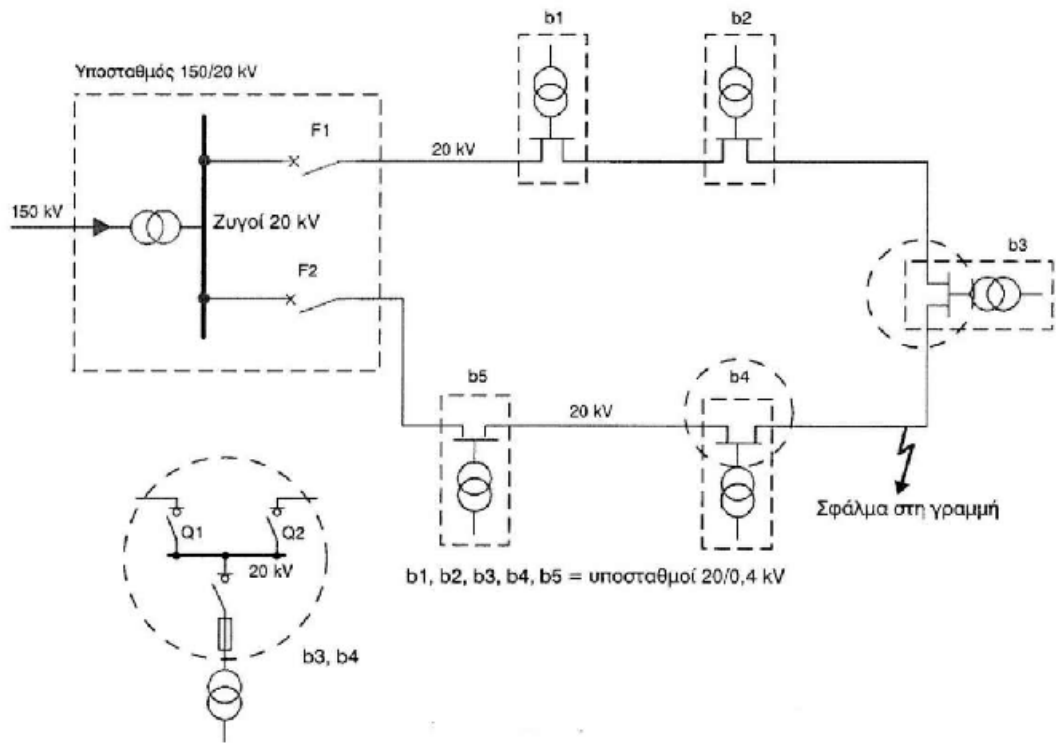 b1
b2
Υποσταθμός 150/20 kV
F1
20 kV
150 kV
Ζυγοί 20 kV
b3
F2
b5
b4
20 kV
Σφάλμα στη γραμμή
Q1
Q2
20 kV
b1, b2, b3, b4, b5 = υποσταθμοί 20/0,4 kV
b3, b4